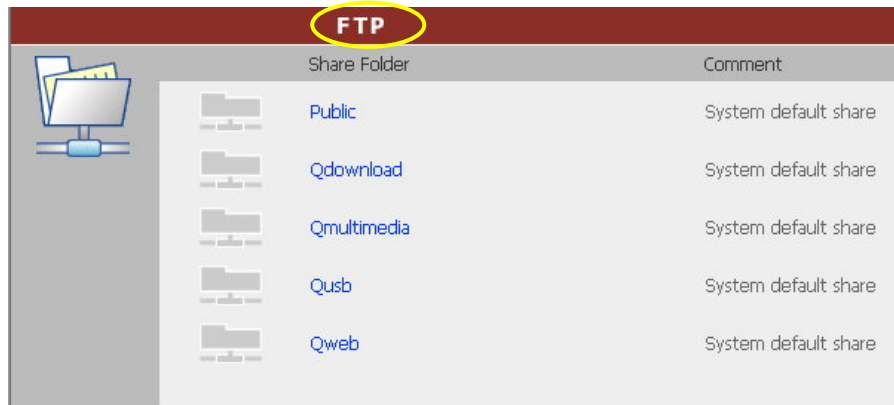 FTP
Share Folder Comment
Public System default share
Qdownload System default share
Qmultimedia System default share
Qusb System default share
Qweb System default share